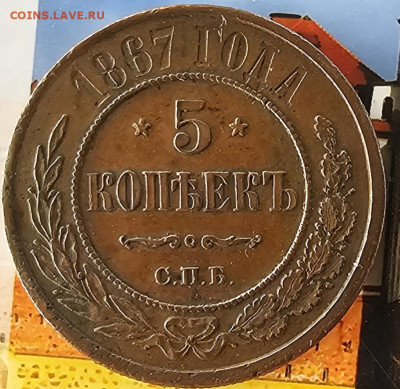 COINS.LAVE.RU
1867 ГОДА
5
КОПѢЕКЪ
С.П.Б.